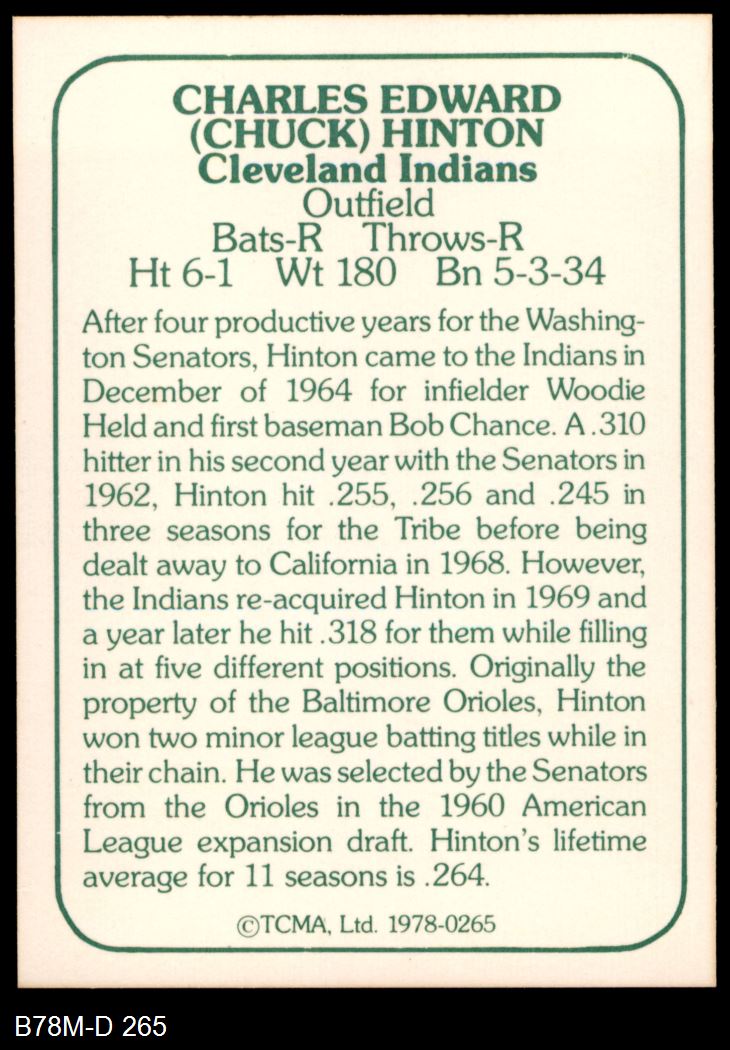 CHARLES EDWARD
(CHUCK) HINTON
Cleveland Indians
Outfield
Bats-R Throws-R
Ht 6-1 Wt 180 Bn 5-3-34
After four productive years for the Washing-
ton Senators, Hinton came to the Indians in
December of 1964 for infielder Woodie
Held and first baseman Bob Chance. A .310
hitter in his second year with the Senators in
1962, Hinton hit .255, .256 and .245 in
three seasons for the Tribe before being
dealt away to California in 1968. However,
the Indians re-acquired Hinton in 1969 and
a year later he hit .318 for them while filling
in at five different positions. Originally the
property of the Baltimore Orioles, Hinton
won two minor league batting titles while in
their chain. He was selected by the Senators
from the Orioles in the 1960 American
League expansion draft. Hinton's lifetime
average for 11 seasons is .264.
©TCMA, Ltd. 1978-0265
B78M-D 265